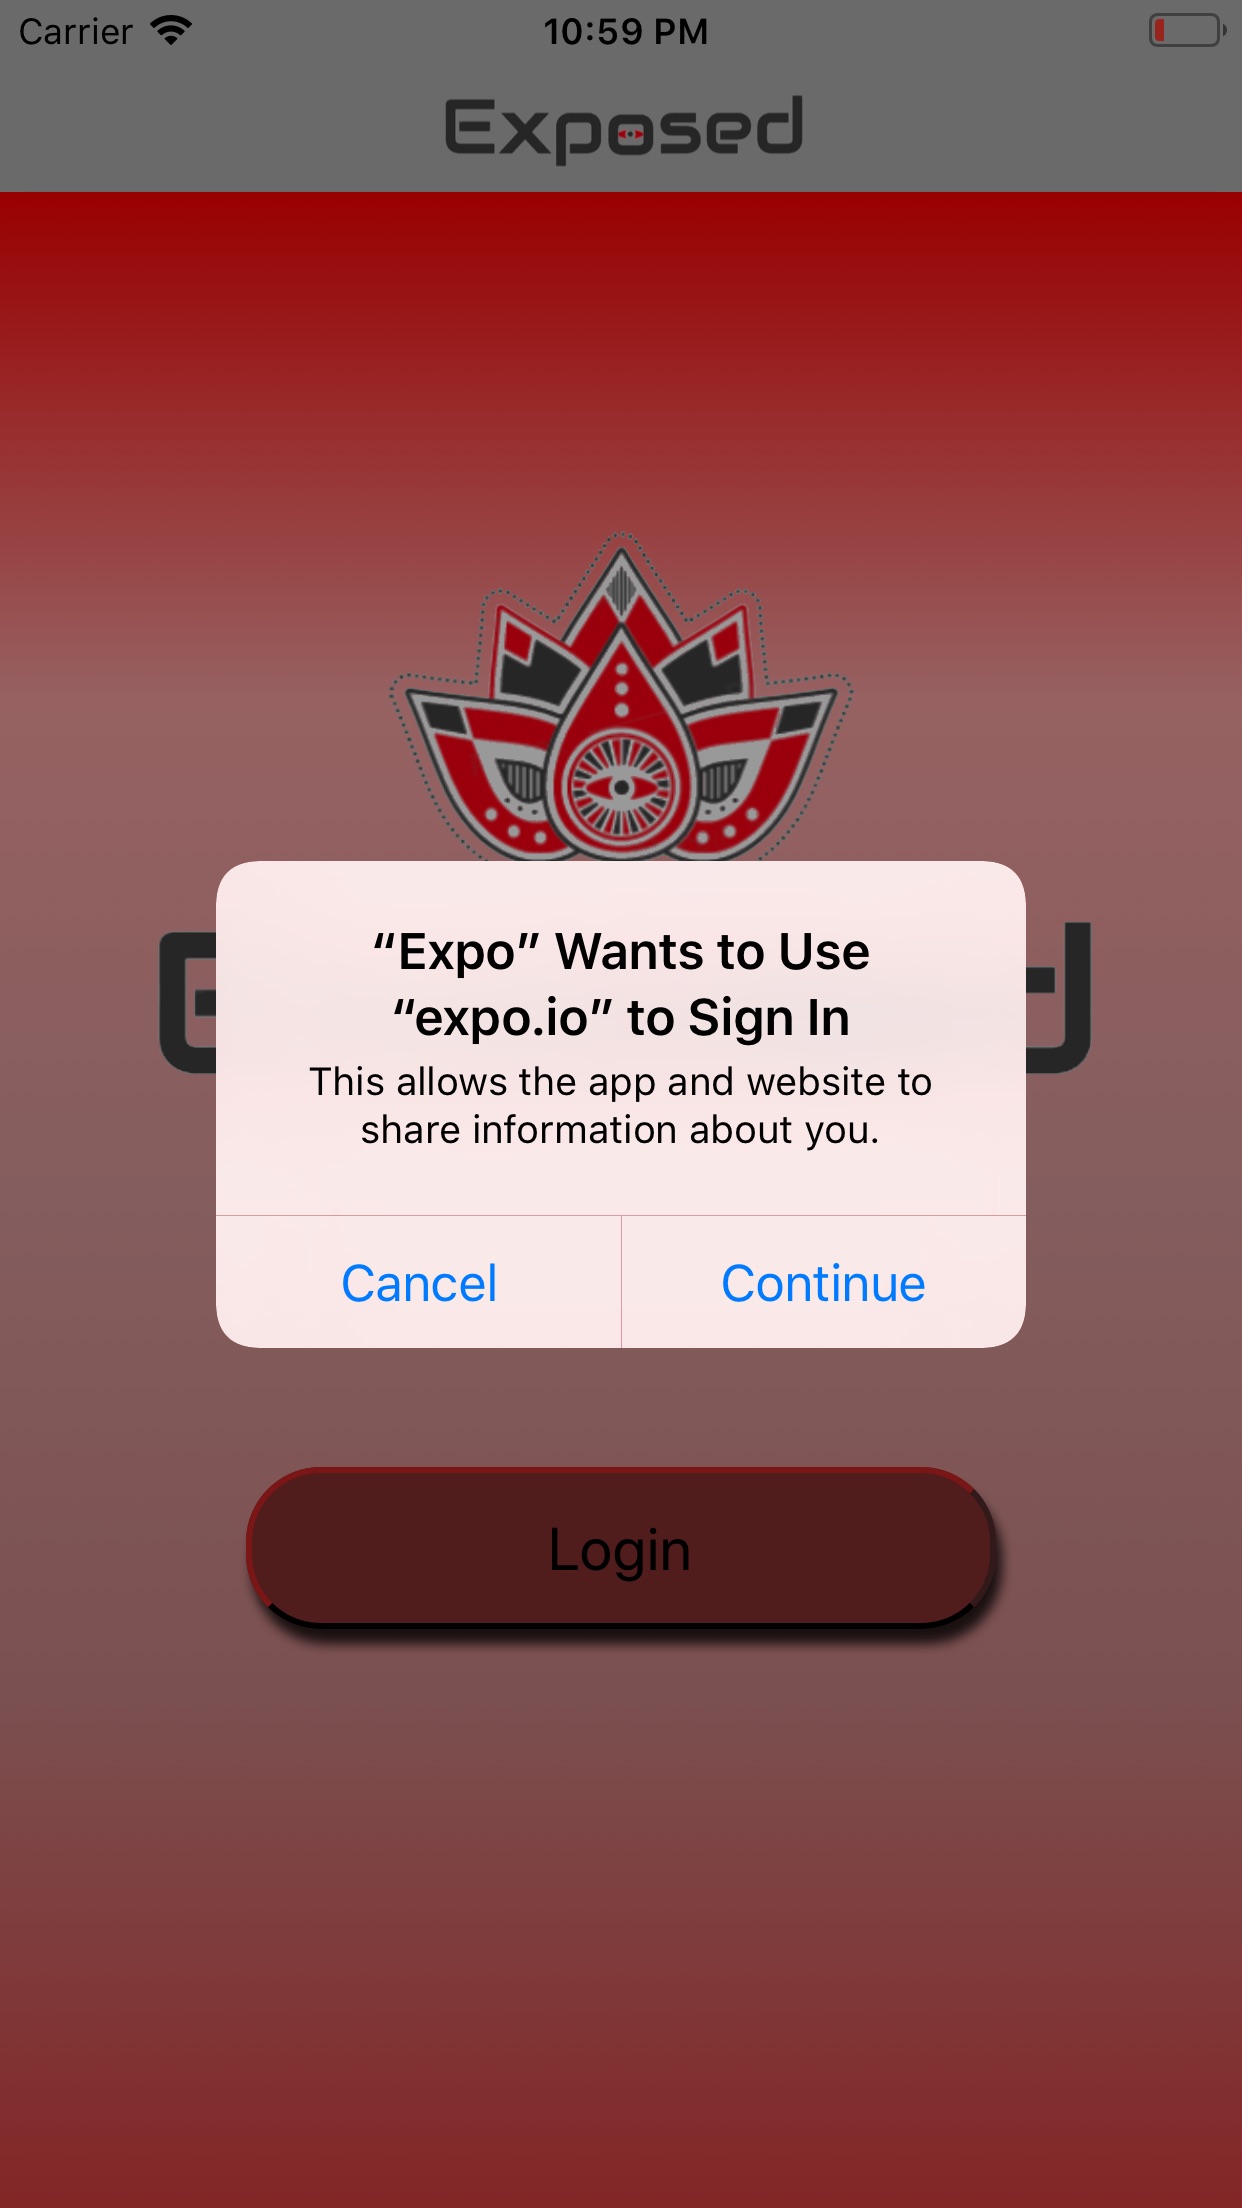 Carrier
10:59 PM
Exposed
“Expo” Wants to Use
“expo.io” to Sign In
This allows the app and website to
share information about you.
Cancel
Continue
Login